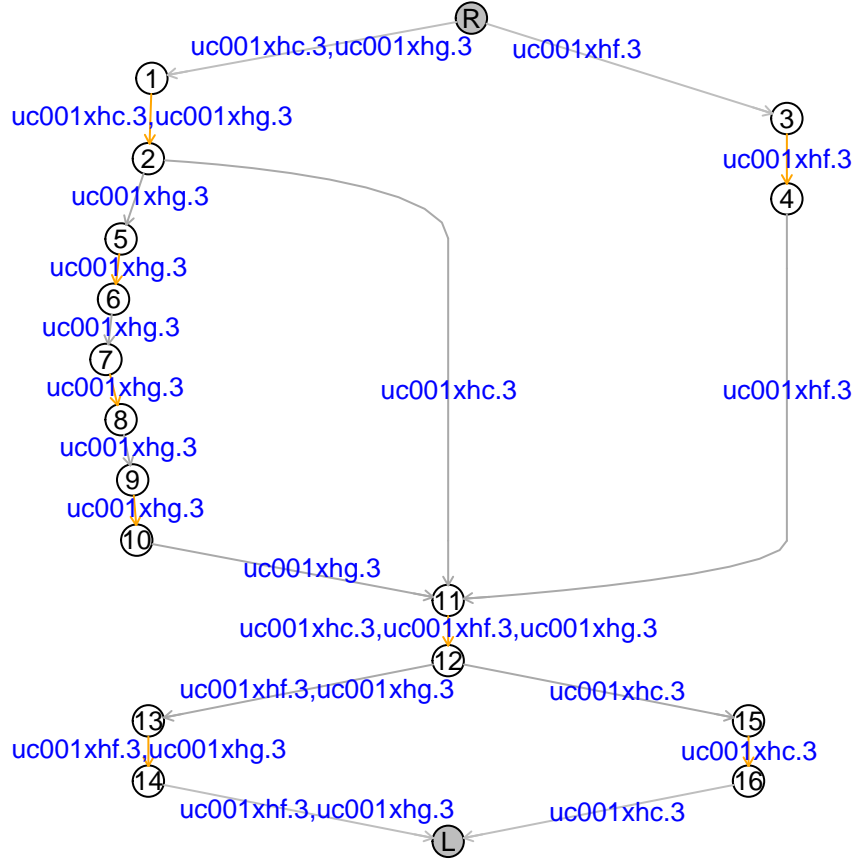 R
uc001xhc.3,uc001xhg.3
uc001xhf.3
1
uc001xhc.3,uc001xhg.3
3
2
uc001xhf.3
uc001xhg.3
4
5
uc001xhg.3
6
uc001xhg.3
7
uc001xhg.3
uc001xhc.3
uc001xhf.3
8
uc001xhg.3
9
uc001xhg.3
10
uc001xhg.3
11
uc001xhc.3,uc001xhf.3,uc001xhg.3
12
uc001xhf.3,uc001xhg.3
uc001xhc.3
13
15
uc001xhf.3,uc001xhg.3
uc001xhc.3
14
16
uc001xhf.3,uc001xhg.3
uc001xhc.3
L